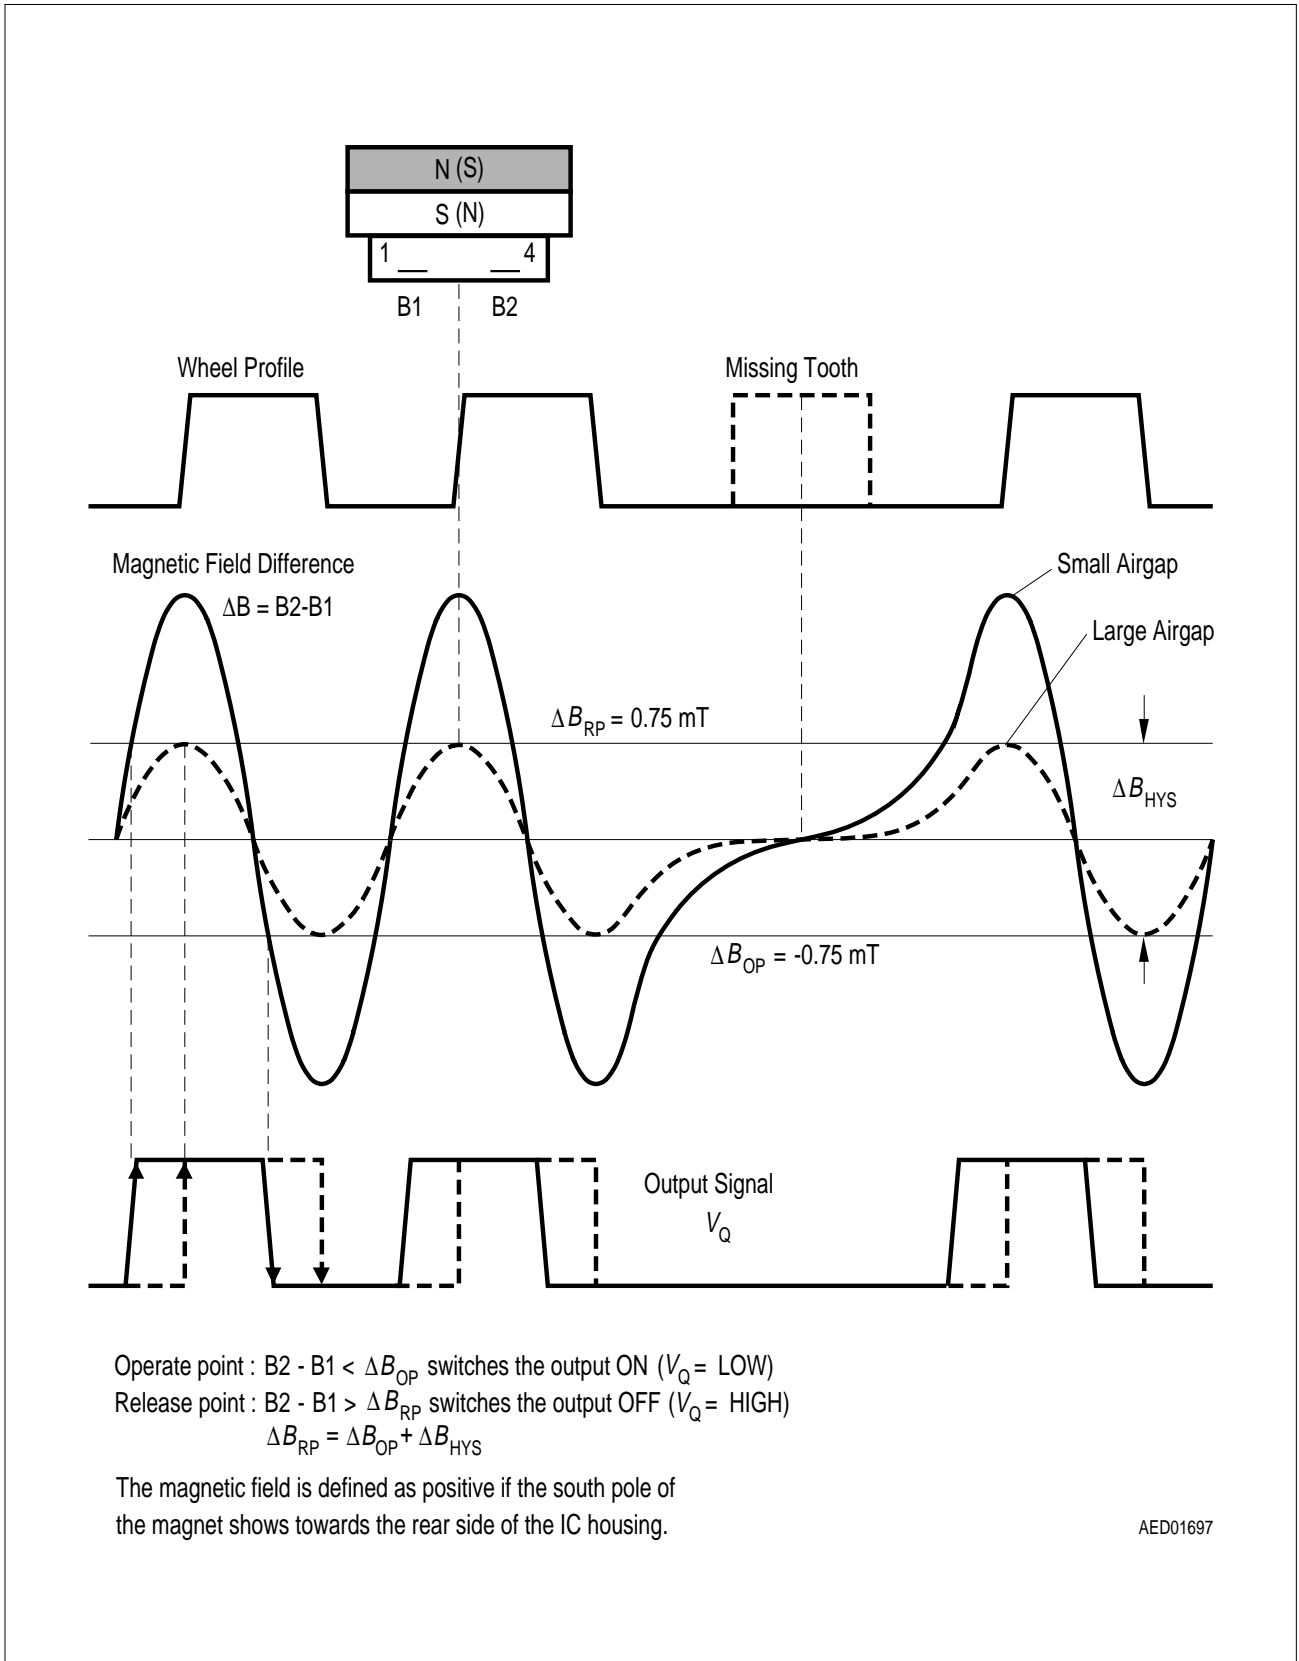 N (S)
S (N)
1 4
B1 B2
Wheel Profile
Missing Tooth
Magnetic Field Difference
ΔB = B2-B1
Small Airgap
Large Airgap
ΔB_RP = 0.75 mT
ΔB_HYS
ΔB_OP = -0.75 mT
Output Signal
V_Q
Operate point : B2 - B1 < ΔB_OP switches the output ON (V_Q = LOW)
Release point : B2 - B1 > ΔB_RP switches the output OFF (V_Q = HIGH)
ΔB_RP = ΔB_OP + ΔB_HYS
The magnetic field is defined as positive if the south pole of
the magnet shows towards the rear side of the IC housing.
AED01697